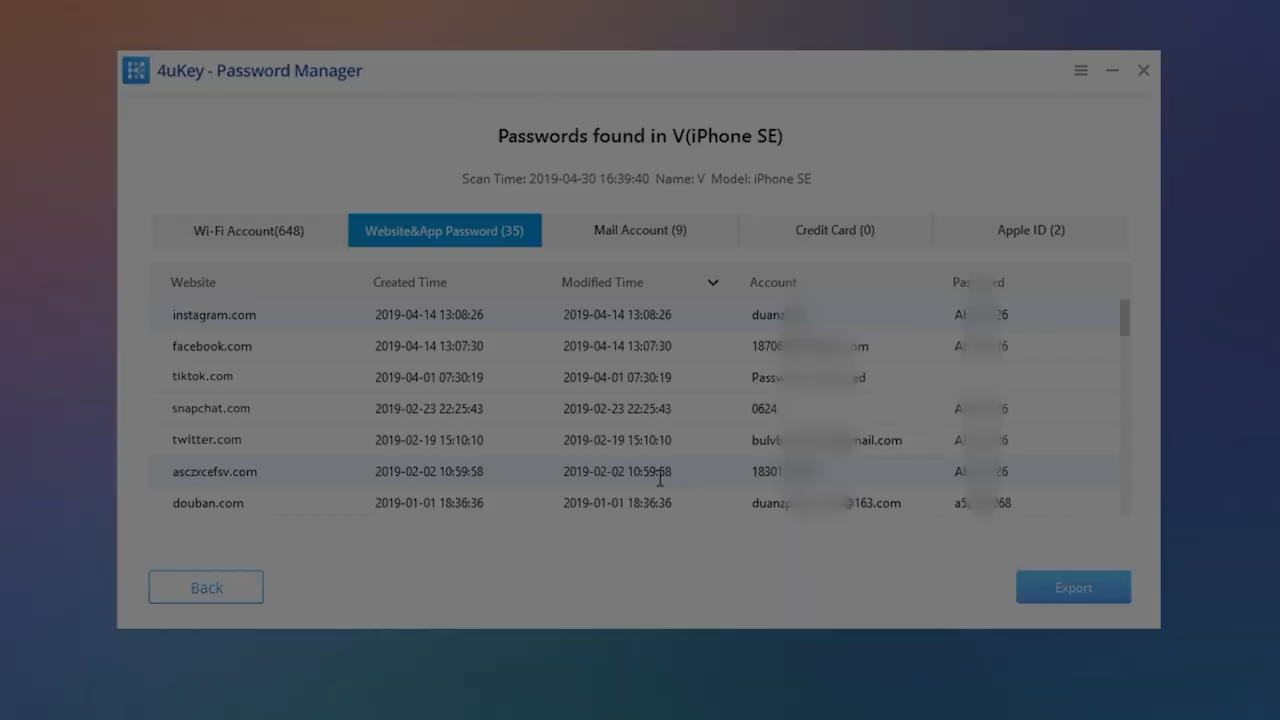 4uKey - Password Manager
Passwords found in V(iPhone SE)
Scan Time: 2019-04-30 16:39:40 Name: V Model: iPhone SE
Wi-Fi Account(648) Website&App Password (35) Mail Account (9) Credit Card (0) Apple ID (2)
Website Created Time Modified Time Account
instagram.com 2019-04-14 13:08:26 2019-04-14 13:08:26
facebook.com 2019-04-14 13:07:30 2019-04-14 13:07:30
tiktok.com 2019-04-01 07:30:19 2019-04-01 07:30:19
snapchat.com 2019-02-23 22:25:43 2019-02-23 22:25:43 0624
twitter.com 2019-02-19 15:10:10 2019-02-19 15:10:10
asczxcefsv.com 2019-02-02 10:59:58 2019-02-02 10:59:58
douban.com 2019-01-01 18:36:36 2019-01-01 18:36:36
Back Export